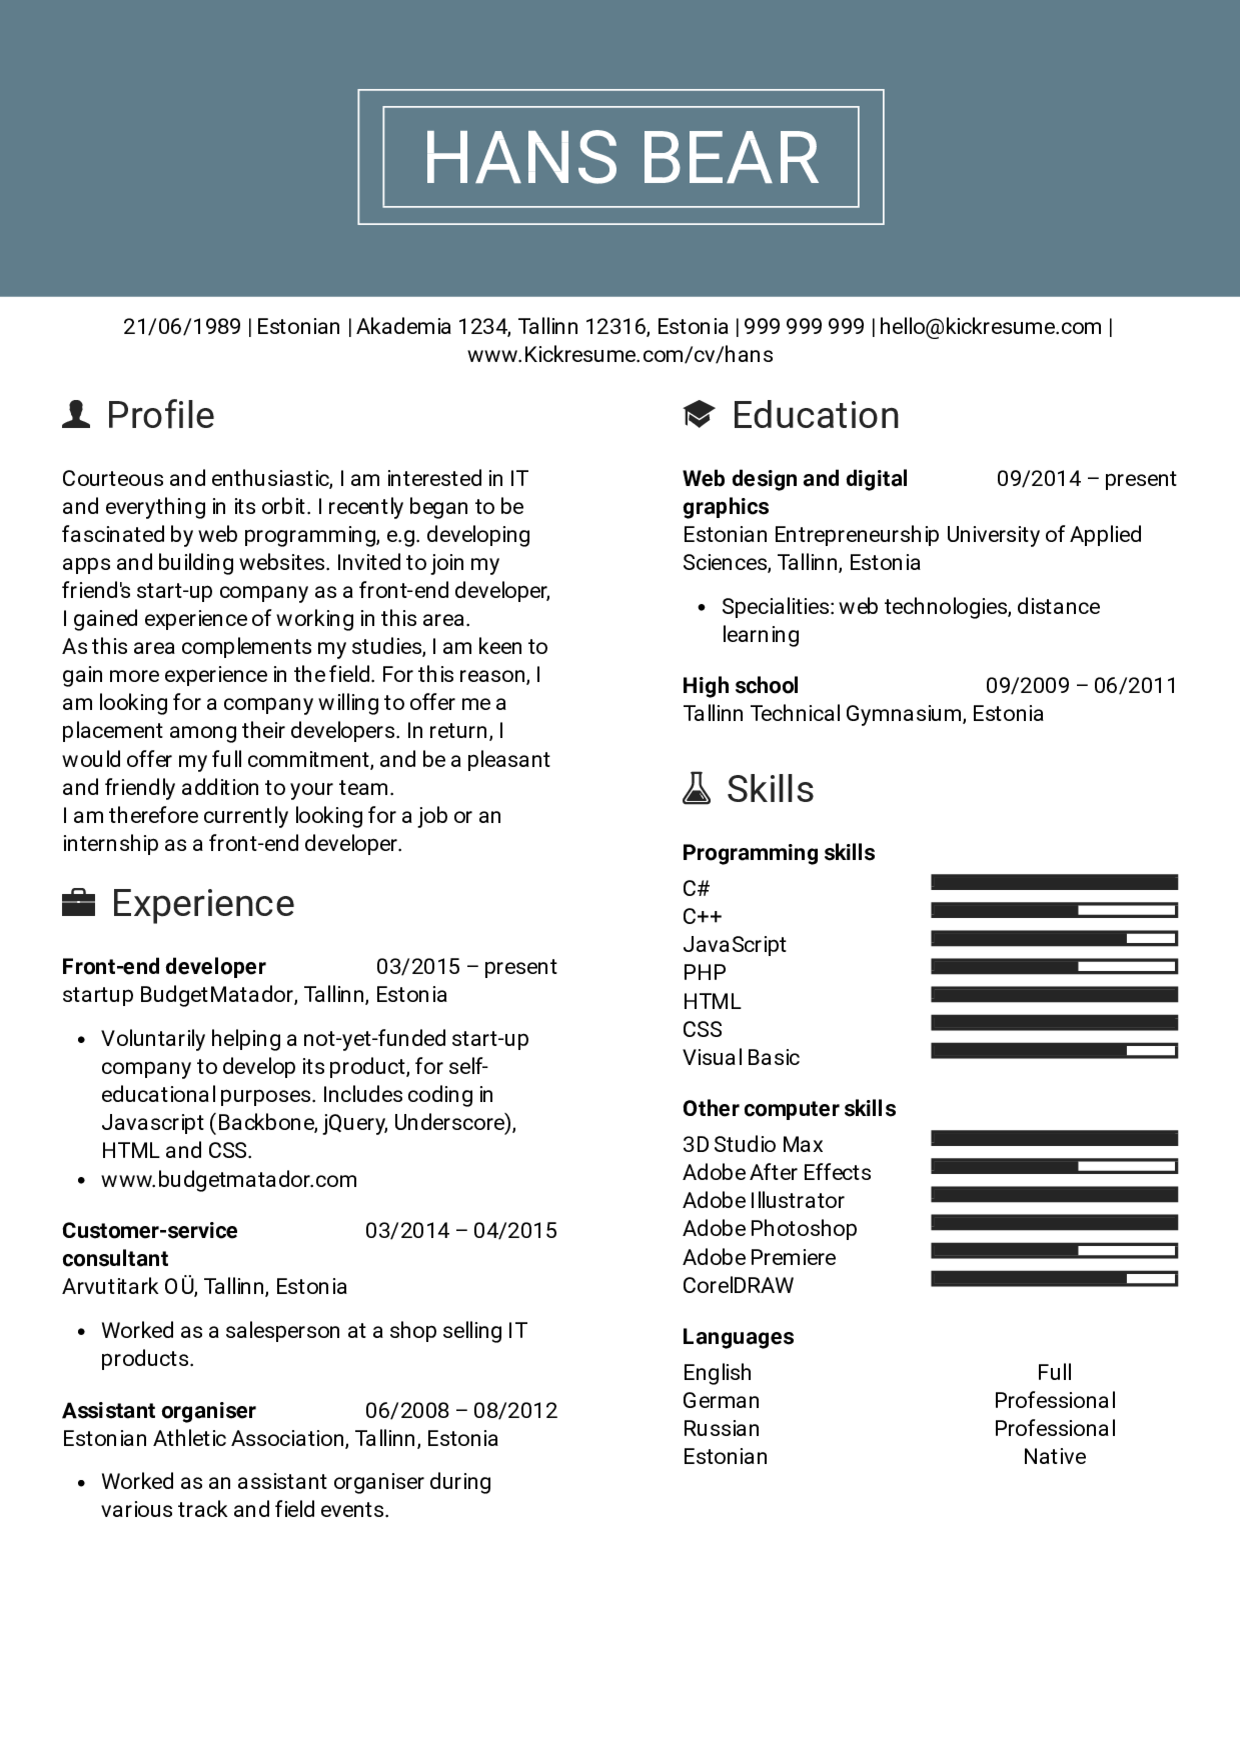 HANS BEAR
21/06/1989 | Estonian | Akademia 1234, Tallinn 12316, Estonia | 999 999 999 | hello@kickresume.com |
www.Kickresume.com/cv/hans
Profile
Courteous and enthusiastic, I am interested in IT
and everything in its orbit. I recently began to be
fascinated by web programming, e.g. developing
apps and building websites. Invited to join my
friend's start-up company as a front-end developer,
I gained experience of working in this area.
As this area complements my studies, I am keen to
gain more experience in the field. For this reason, I
am looking for a company willing to offer me a
placement among their developers. In return, I
would offer my full commitment, and be a pleasant
and friendly addition to your team.
I am therefore currently looking for a job or an
internship as a front-end developer.
Experience
Front-end developer 03/2015 – present
startup BudgetMatador, Tallinn, Estonia
• Voluntarily helping a not-yet-funded start-up
company to develop its product, for self-
educational purposes. Includes coding in
Javascript (Backbone, jQuery, Underscore),
HTML and CSS.
• www.budgetmatador.com
Customer-service 03/2014 – 04/2015
consultant
Arvutitark OÜ, Tallinn, Estonia
• Worked as a salesperson at a shop selling IT
products.
Assistant organiser 06/2008 – 08/2012
Estonian Athletic Association, Tallinn, Estonia
• Worked as an assistant organiser during
various track and field events.
Education
Web design and digital 09/2014 – present
graphics
Estonian Entrepreneurship University of Applied
Sciences, Tallinn, Estonia
• Specialities: web technologies, distance
learning
High school 09/2009 – 06/2011
Tallinn Technical Gymnasium, Estonia
Skills
Programming skills
C#
C++
JavaScript
PHP
HTML
CSS
Visual Basic
Other computer skills
3D Studio Max
Adobe After Effects
Adobe Illustrator
Adobe Photoshop
Adobe Premiere
CorelDRAW
Languages
English Full
German Professional
Russian Professional
Estonian Native